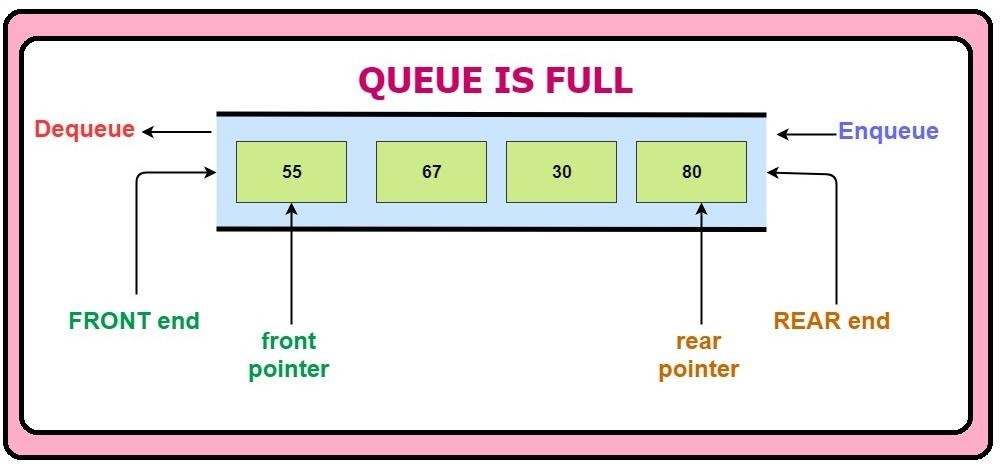 QUEUE IS FULL
Dequeue
Enqueue
55
67
30
80
FRONT end
REAR end
front
pointer
rear
pointer